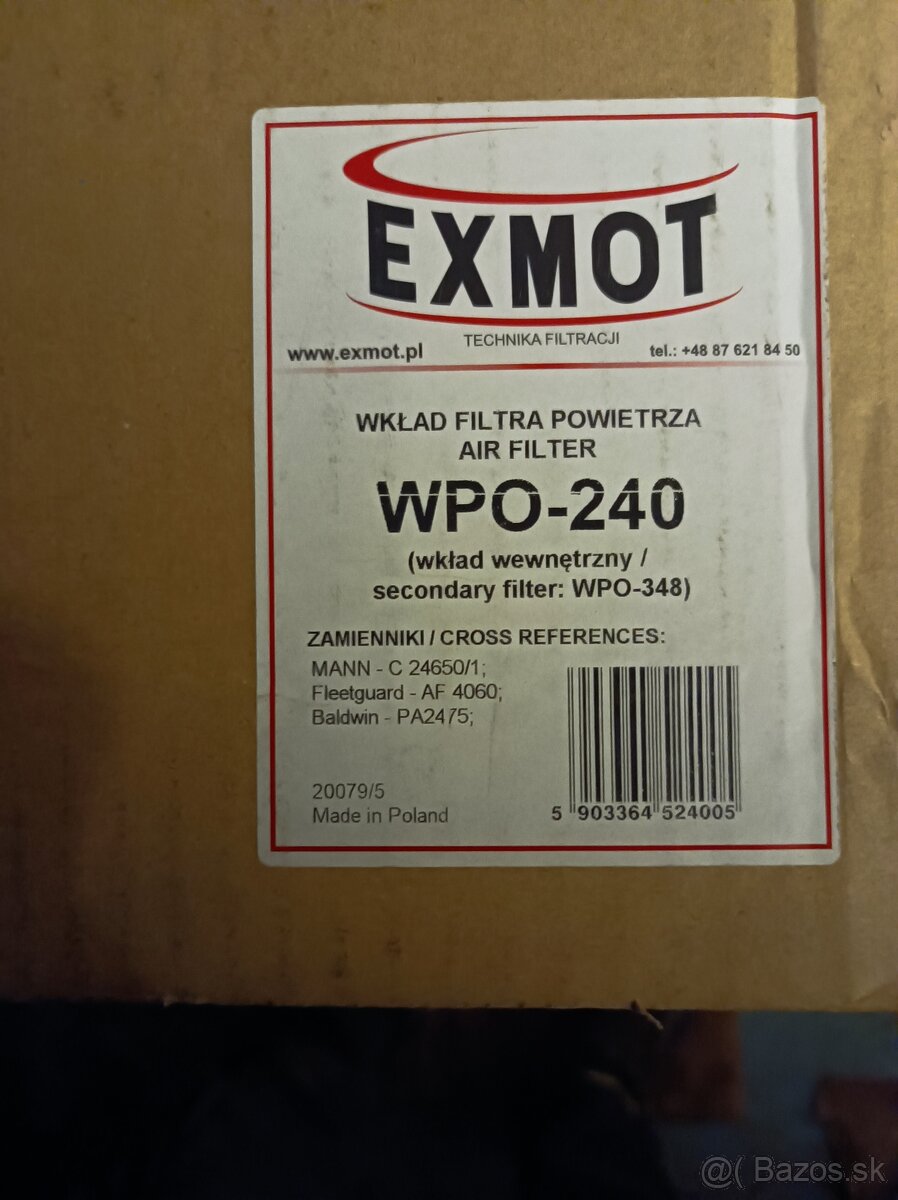 EXMOT
TECHNIKA FILTRACJI
www.exmot.pl tel.: +48 87 621 84 50
WKŁAD FILTRA POWIETRZA
AIR FILTER
WPO-240
(wkład wewnętrzny /
secondary filter: WPO-348)
ZAMIENNIKI / CROSS REFERENCES:
MANN - C 24650/1;
Fleetguard - AF 4060;
Baldwin - PA2475;
20079/5
Made in Poland
5 903364 524005
@( Bazos.sk